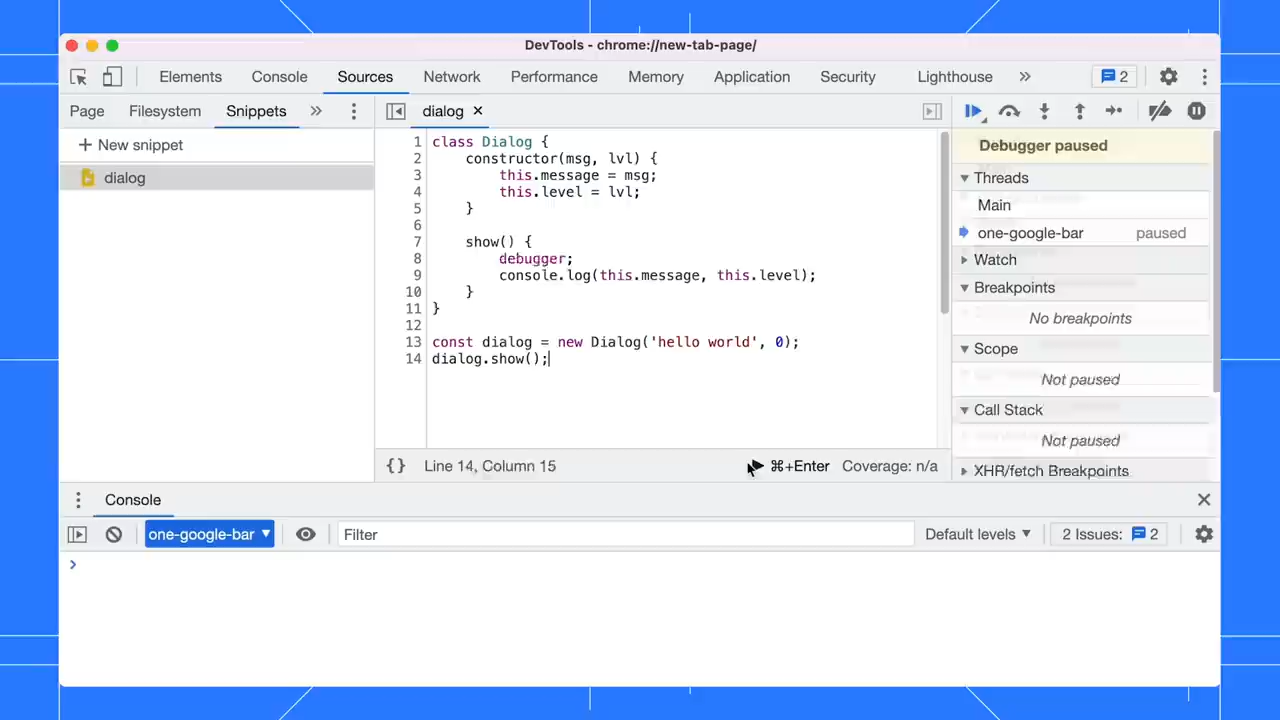 DevTools - chrome://new-tab-page/
Elements Console Sources Network Performance Memory Application Security Lighthouse » 2
Page Filesystem Snippets » dialog ×
+ New snippet
dialog
1 class Dialog {
2 constructor(msg, lvl) {
3 this.message = msg;
4 this.level = lvl;
5 }
6
7 show() {
8 debugger;
9 console.log(this.message, this.level);
10 }
11 }
12
13 const dialog = new Dialog('hello world', 0);
14 dialog.show();
{} Line 14, Column 15 ⌘+Enter Coverage: n/a
Debugger paused
Threads
Main
one-google-bar paused
Watch
Breakpoints
No breakpoints
Scope
Not paused
Call Stack
Not paused
XHR/fetch Breakpoints
Console
one-google-bar Filter Default levels 2 Issues: 2